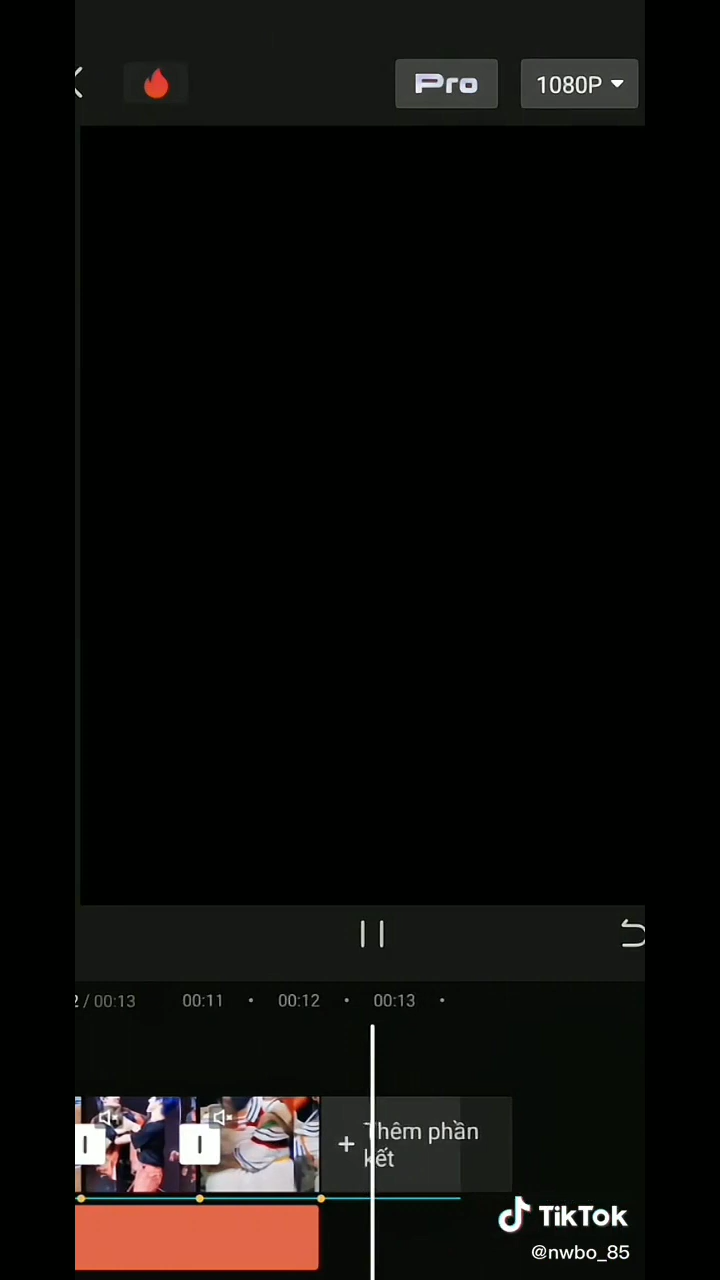 Pro
1080P
2 / 00:13
00:11
00:12
00:13
+ Thêm phần
kết
TikTok
@nwbo_85